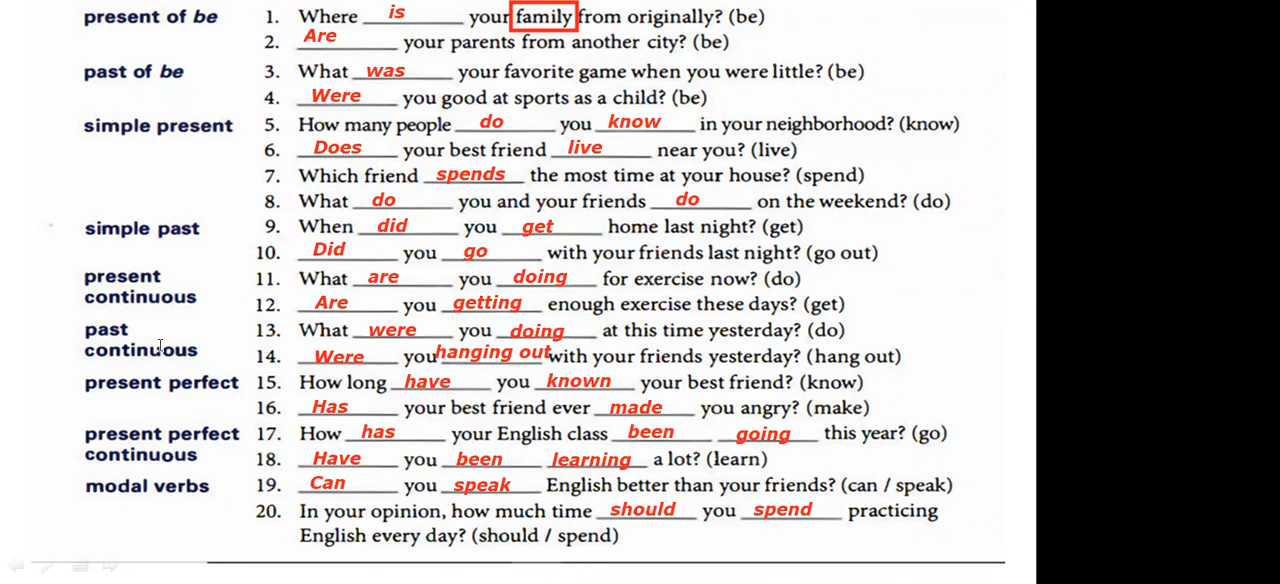 present of be 1. Where is your family from originally? (be)
2. Are your parents from another city? (be)
past of be 3. What was your favorite game when you were little? (be)
4. Were you good at sports as a child? (be)
simple present 5. How many people do you know in your neighborhood? (know)
6. Does your best friend live near you? (live)
7. Which friend spends the most time at your house? (spend)
8. What do you and your friends do on the weekend? (do)
simple past 9. When did you get home last night? (get)
10. Did you go with your friends last night? (go out)
present 11. What are you doing for exercise now? (do)
continuous
12. Are you getting enough exercise these days? (get)
past 13. What were you doing at this time yesterday? (do)
continuous
14. Were you hanging out with your friends yesterday? (hang out)
present perfect 15. How long have you known your best friend? (know)
16. Has your best friend ever made you angry? (make)
present perfect 17. How has your English class been going this year? (go)
continuous
18. Have you been learning a lot? (learn)
modal verbs 19. Can you speak English better than your friends? (can / speak)
20. In your opinion, how much time should you spend practicing
English every day? (should / spend)